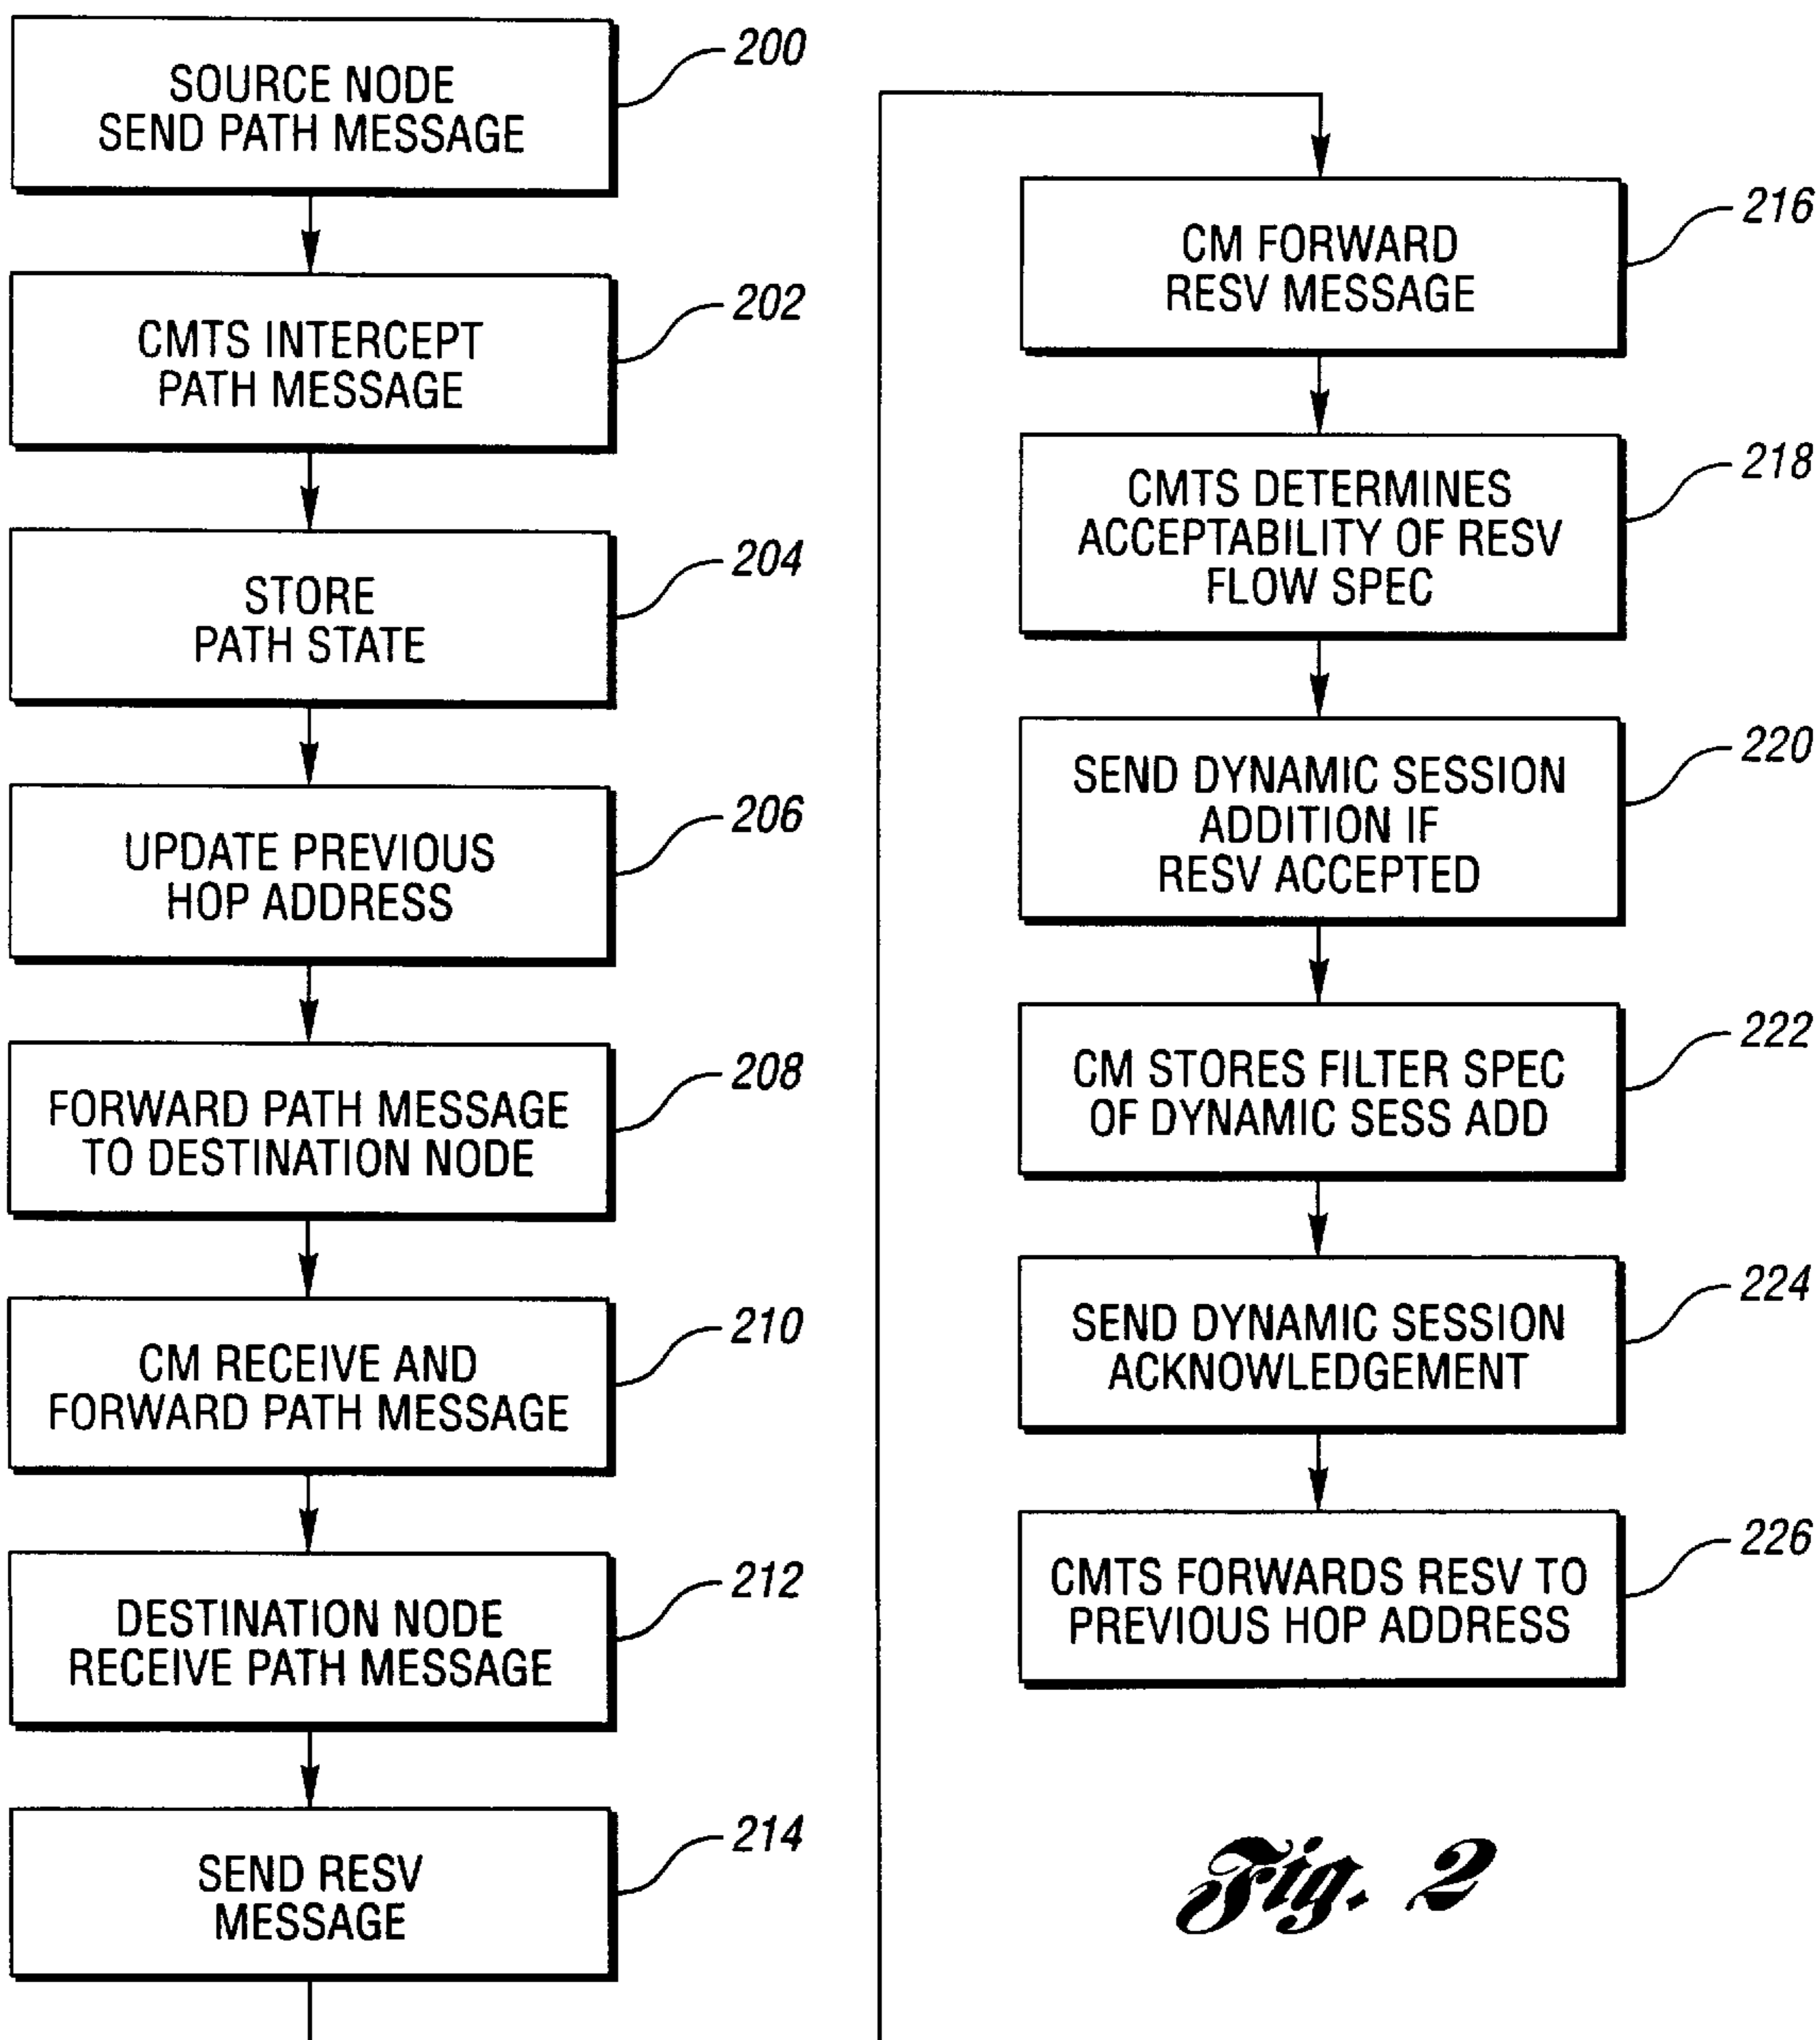 SOURCE NODE
SEND PATH MESSAGE
200
CMTS INTERCEPT
PATH MESSAGE
202
STORE
PATH STATE
204
UPDATE PREVIOUS
HOP ADDRESS
206
FORWARD PATH MESSAGE
TO DESTINATION NODE
208
CM RECEIVE AND
FORWARD PATH MESSAGE
210
DESTINATION NODE
RECEIVE PATH MESSAGE
212
SEND RESV
MESSAGE
214
CM FORWARD
RESV MESSAGE
216
CMTS DETERMINES
ACCEPTABILITY OF RESV
FLOW SPEC
218
SEND DYNAMIC SESSION
ADDITION IF
RESV ACCEPTED
220
CM STORES FILTER SPEC
OF DYNAMIC SESS ADD
222
SEND DYNAMIC SESSION
ACKNOWLEDGEMENT
224
CMTS FORWARDS RESV TO
PREVIOUS HOP ADDRESS
226
Fig. 2